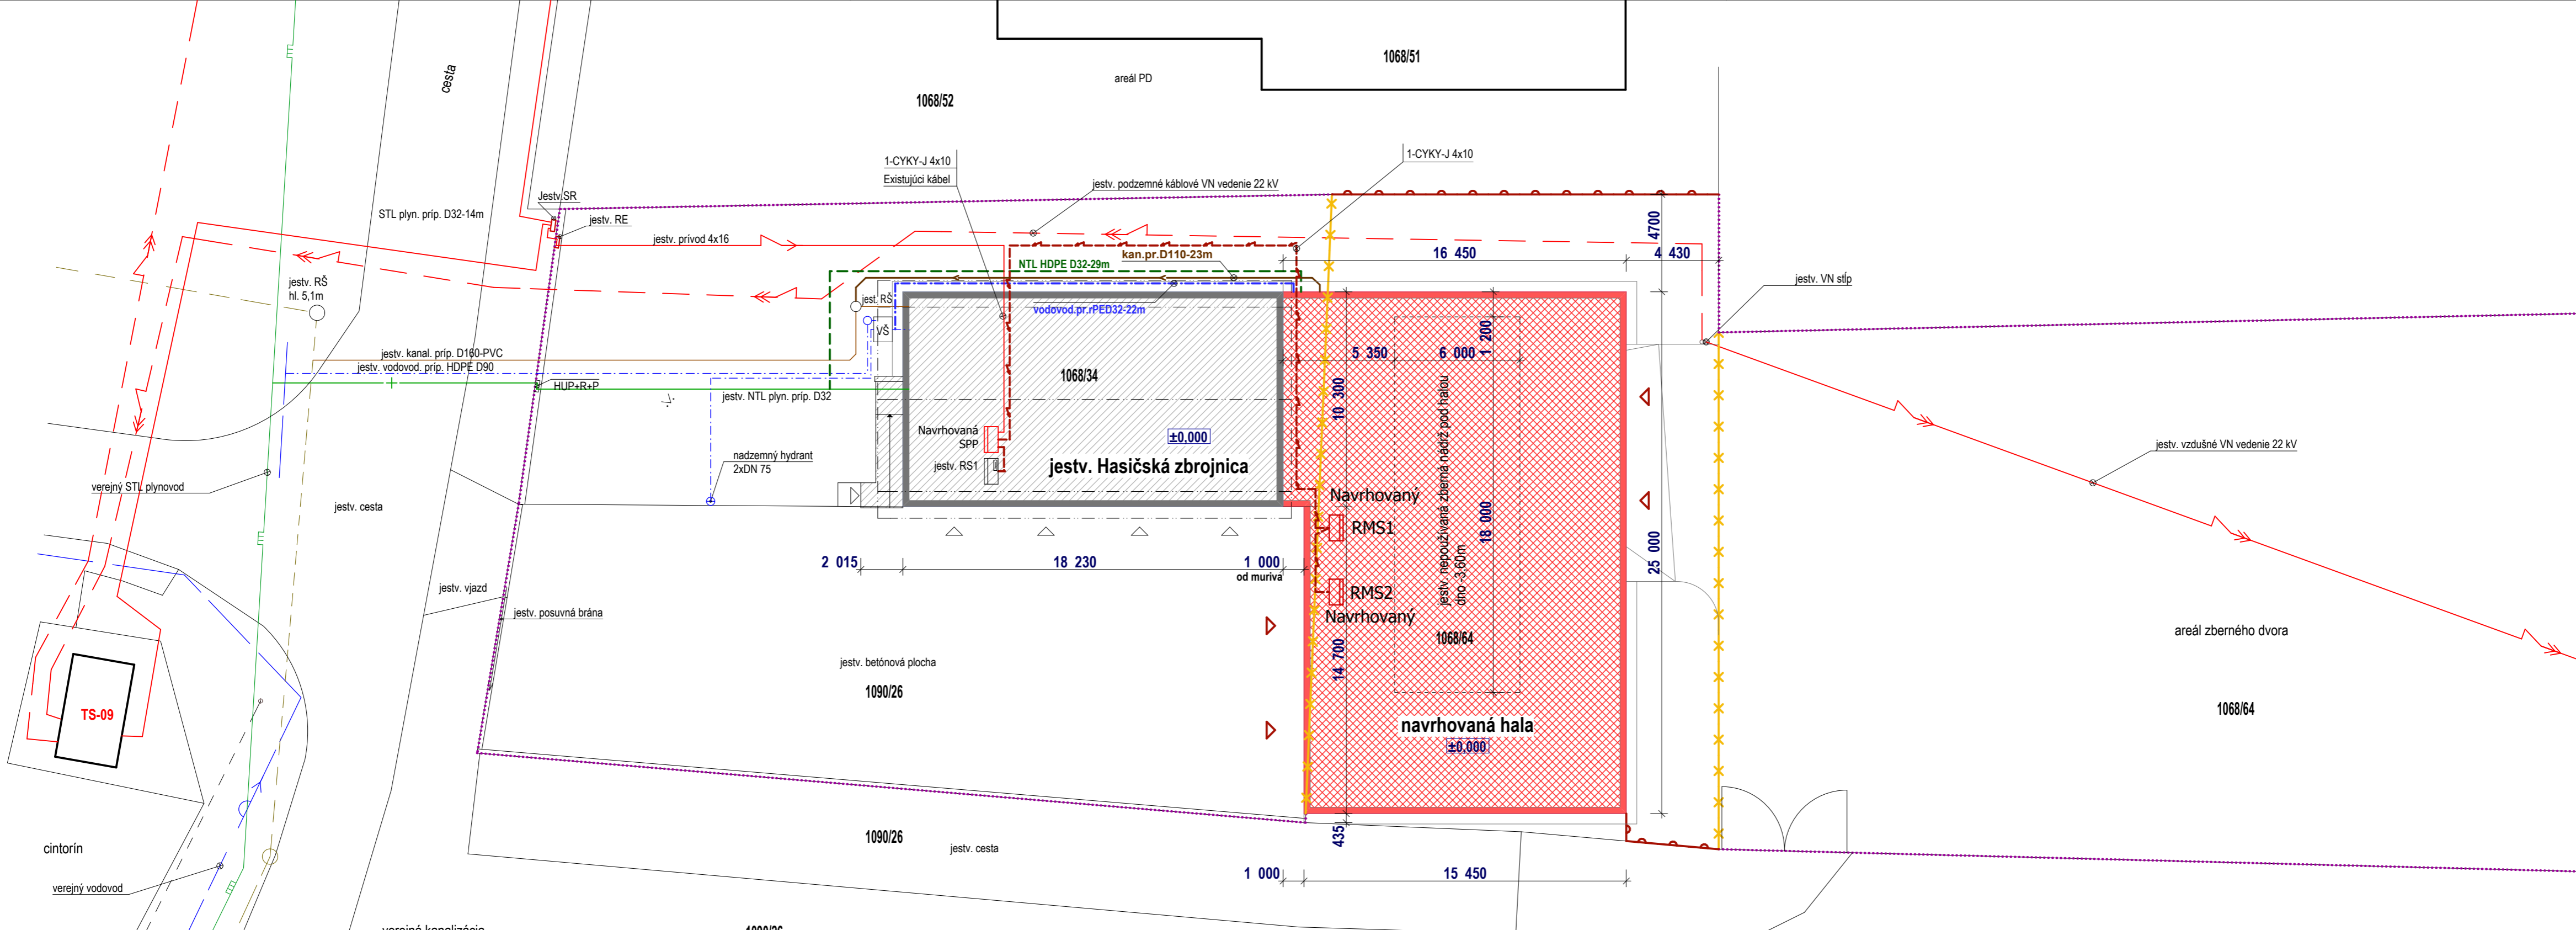 1068/51
areál PD
cesta
1068/52
1-CYKY-J 4x10
Existujúci kábel
1-CYKY-J 4x10
jestv. podzemné káblové VN vedenie 22 kV
Jestv.SR
STL plyn. príp. D32-14m
jestv. RE
jestv. prívod 4x16
4700
kan.pr.D110-23m
16 450
4 430
NTL HDPE D32-29m
jestv. RŠ
hl. 5,1m
jestv. VN stĺp
jest. RŠ
vodovod.pr.rPED32-22m
VŠ
1 200
jestv. kanal. príp. D160-PVC
5 350
6 000
jestv. vodovod. príp. HDPE D90
1068/34
HUP+R+P
jestv. NTL plyn. príp. D32
10 300
jestv. nepoužívaná zberná nádrž pod halou
dno -3,60m
Navrhovaná
SPP
±0,000
jestv. vzdušné VN vedenie 22 kV
nadzemný hydrant
2xDN 75
jestv. RS1
jestv. Hasičská zbrojnica
verejný STL plynovod
Navrhovaný
RMS1
jestv. cesta
18 000
25 000
2 015
18 230
1 000
od muriva
jestv. vjazd
RMS2
Navrhovaný
jestv. posuvná brána
areál zberného dvora
1068/64
jestv. betónová plocha
14 700
1090/26
1068/64
TS-09
navrhovaná hala
±0,000
1090/26
435
cintorín
jestv. cesta
1 000
15 450
verejný vodovod
verejná kanalizácia
1090/26